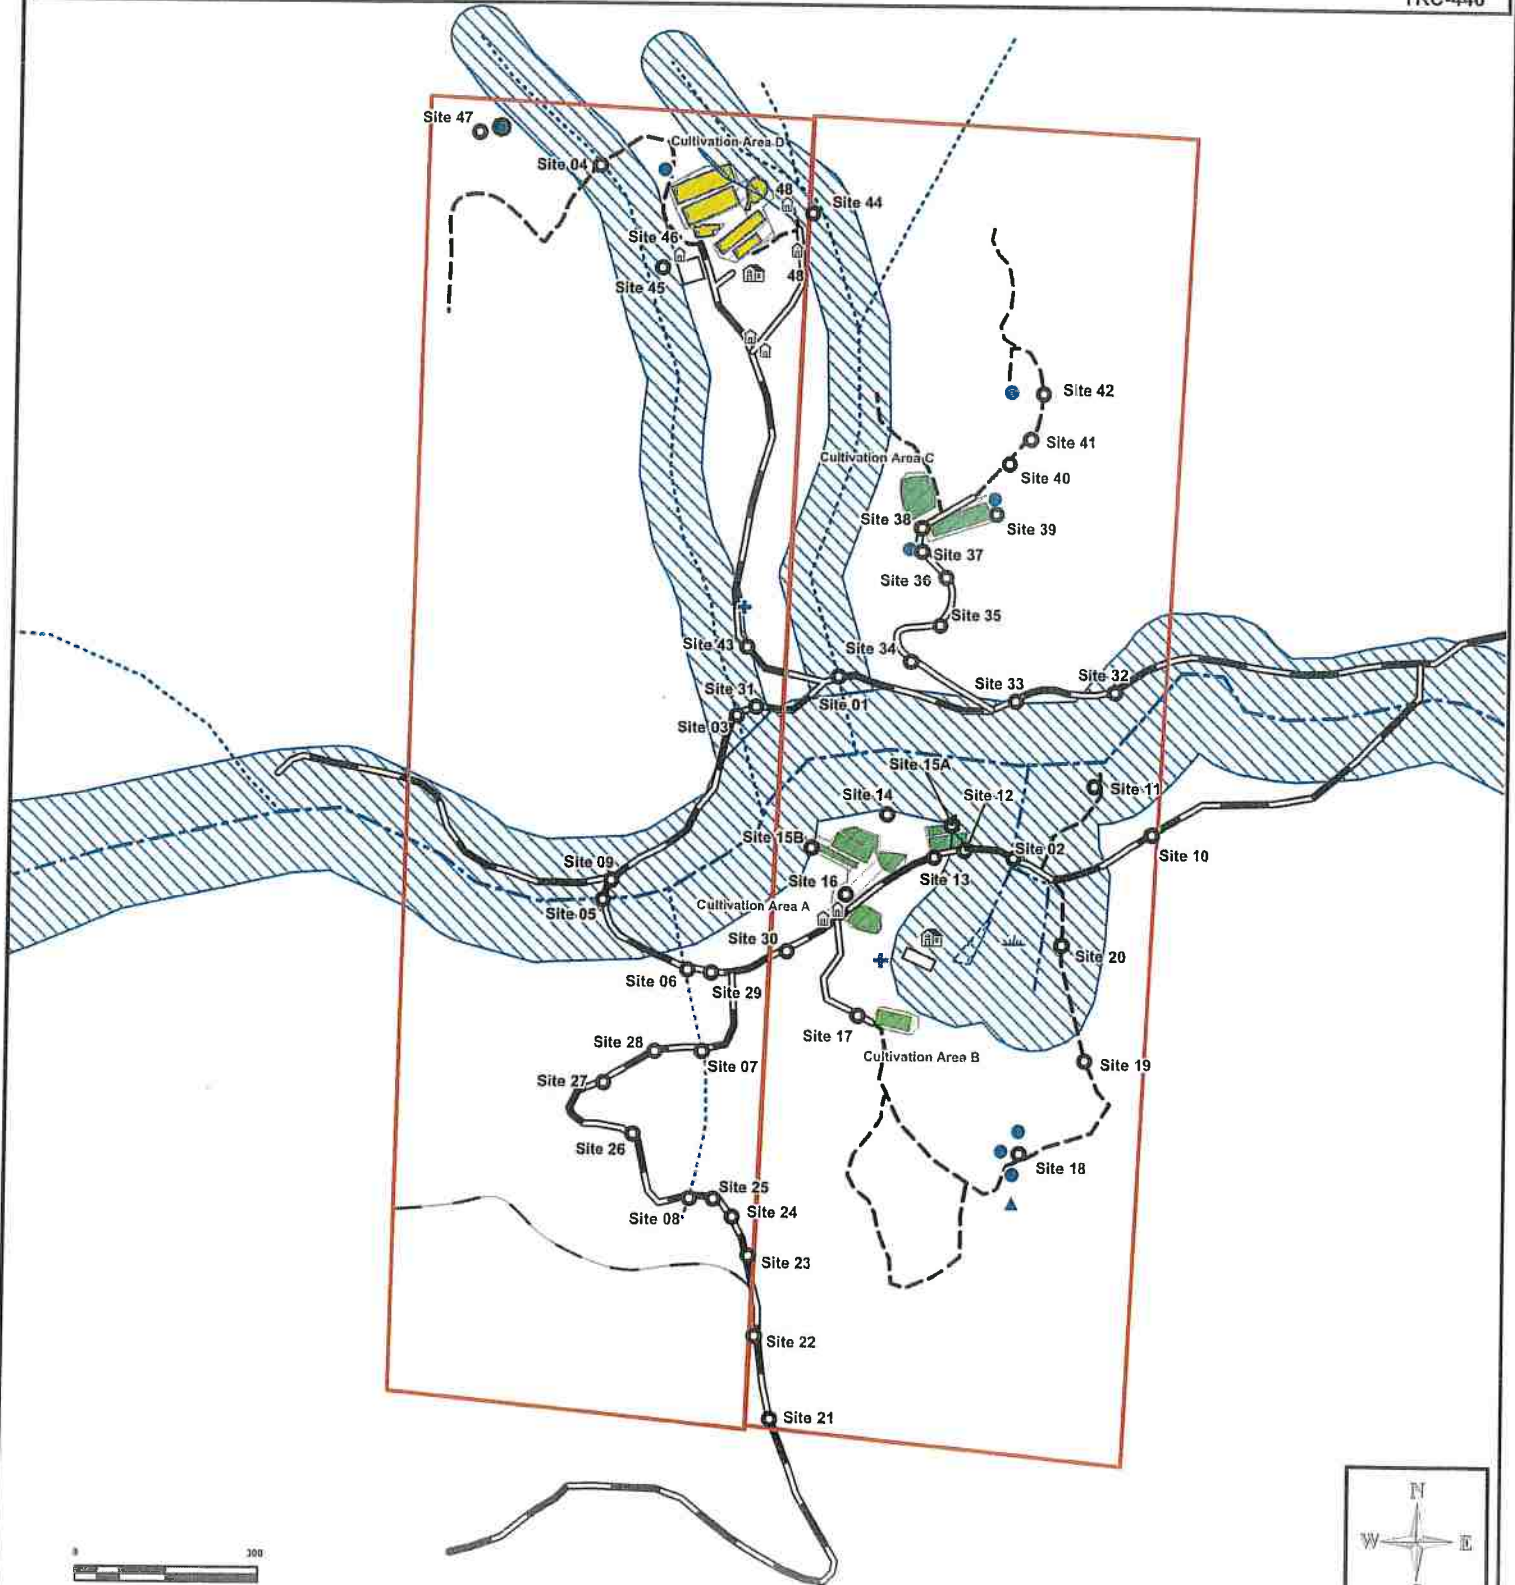 Site 47
Cultivation Area D
Site 04
48
Site 44
Site 46
48
Site 45
Site 42
Site 41
Cultivation Area C
Site 40
Site 38
Site 39
Site 37
Site 36
Site 35
Site 43
Site 34
Site 31
Site 33
Site 32
Site 01
Site 03
Site 15A
Site 14
Site 12
Site 11
Site 15B
Site 02
Site 10
Site 09
Site 16
Site 13
Site 05
Cultivation Area A
Site 30
Site 20
Site 06
Site 29
Site 17
Site 28
Cultivation Area B
Site 07
Site 19
Site 27
Site 26
Site 18
Site 25
Site 08
Site 24
Site 23
Site 22
Site 21
N
W E
0 300